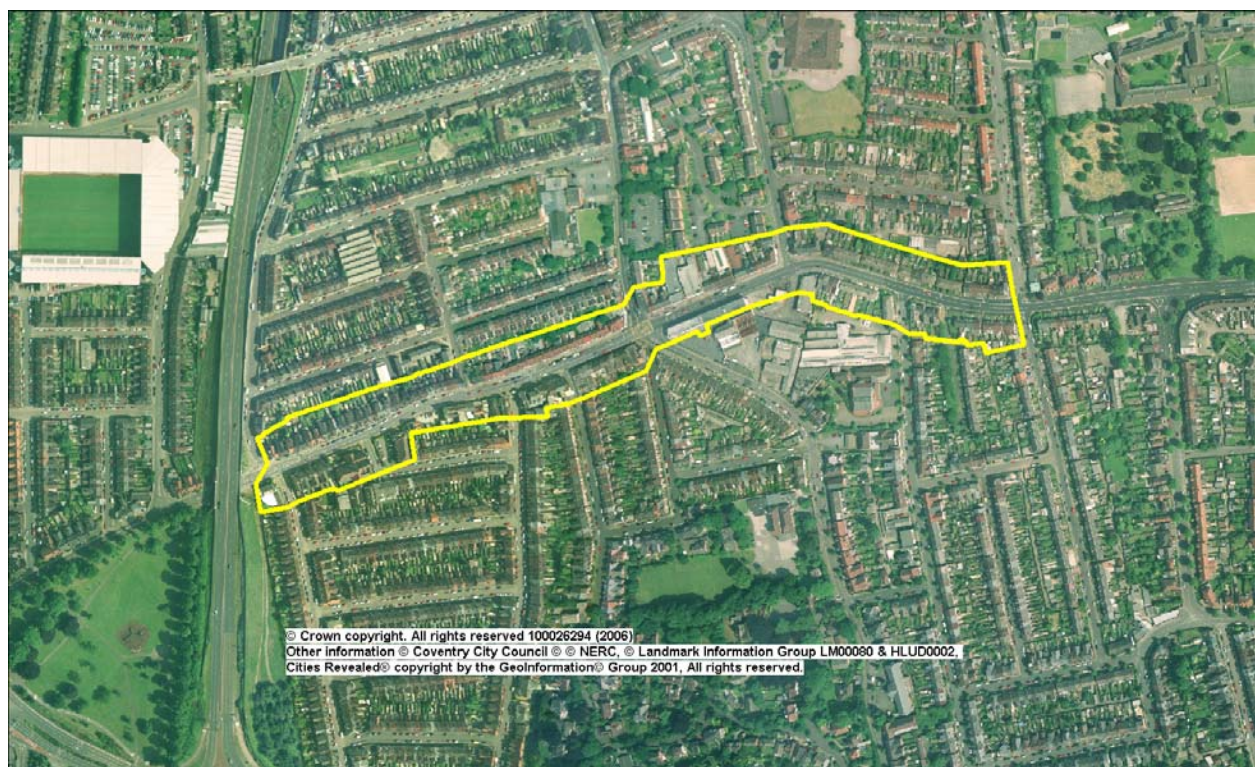 © Crown copyright. All rights reserved 100026294 (2006)
Other information © Coventry City Council © © NERC, © Landmark Information Group LM00080 & HLUD0002,
Cities Revealed® copyright by the GeoInformation© Group 2001, All rights reserved.